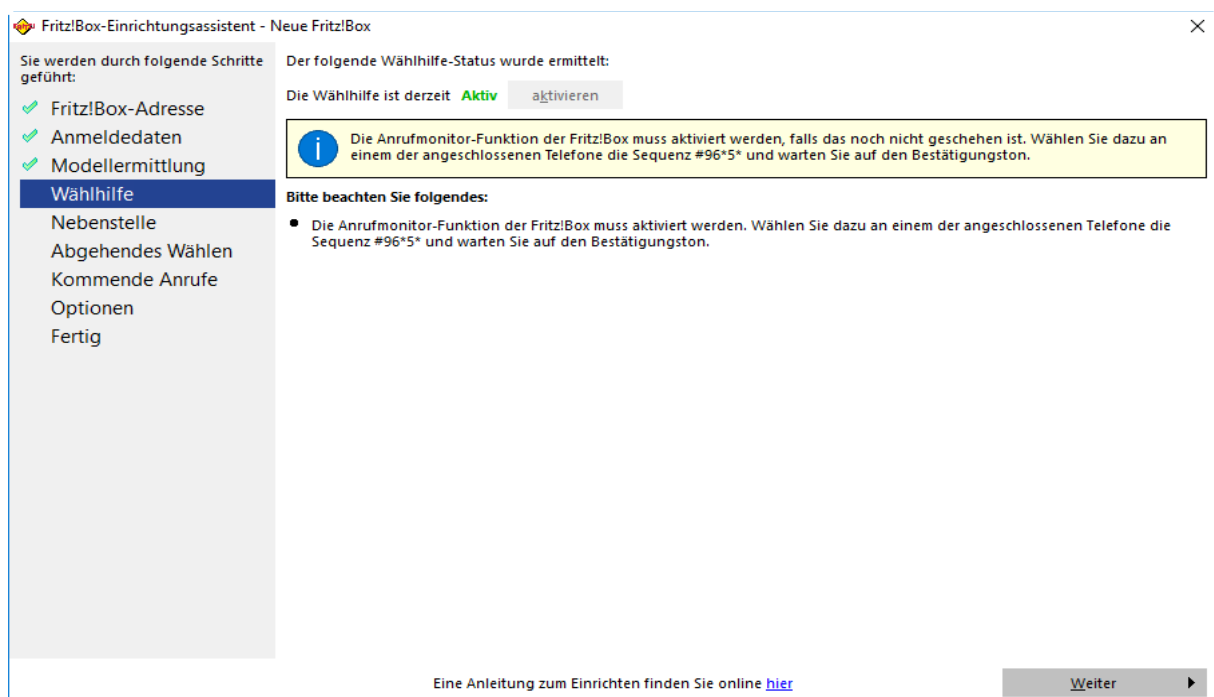 Fritz!Box-Einrichtungsassistent - Neue Fritz!Box
Sie werden durch folgende Schritte
geführt:
Fritz!Box-Adresse
Anmeldedaten
Modellermittlung
Wählhilfe
Nebenstelle
Abgehendes Wählen
Kommende Anrufe
Optionen
Fertig
Der folgende Wählhilfe-Status wurde ermittelt:
Die Wählhilfe ist derzeit Aktiv aktivieren
Die Anrufmonitor-Funktion der Fritz!Box muss aktiviert werden, falls das noch nicht geschehen ist. Wählen Sie dazu an
einem der angeschlossenen Telefone die Sequenz #96*5* und warten Sie auf den Bestätigungston.
Bitte beachten Sie folgendes:
• Die Anrufmonitor-Funktion der Fritz!Box muss aktiviert werden. Wählen Sie dazu an einem der angeschlossenen Telefone die
Sequenz #96*5* und warten Sie auf den Bestätigungston.
Eine Anleitung zum Einrichten finden Sie online hier
Weiter